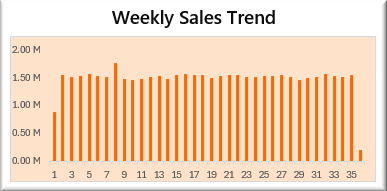 Weekly Sales Trend
2.00 M
1.50 M
1.00 M
0.50 M
0.00 M
1 3 5 7 9 11 13 15 17 19 21 23 25 27 29 31 33 35